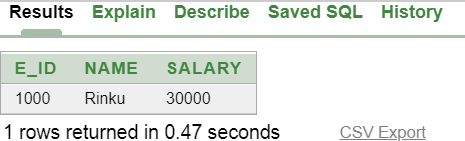 Results Explain Describe Saved SQL History
E_ID NAME SALARY
1000 Rinku 30000
1 rows returned in 0.47 seconds CSV Export